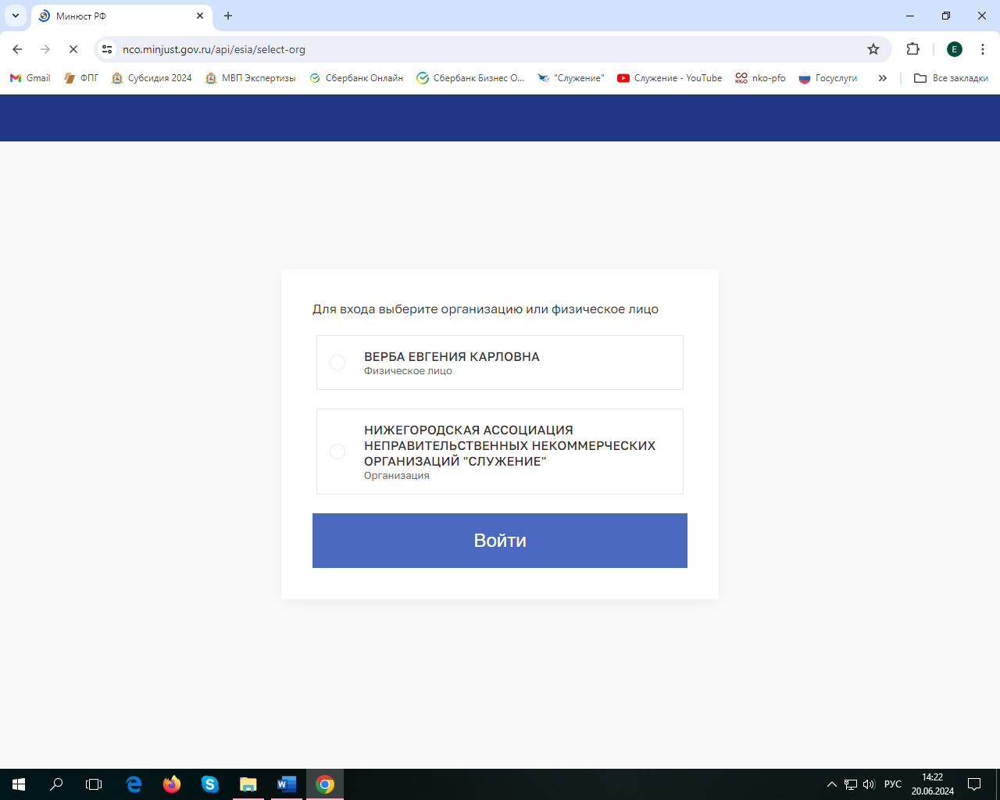 Минюст РФ
nco.minjust.gov.ru/api/esia/select-org
E
Gmail
ФПГ
Субсидия 2024
МВП Экспертизы
Сбербанк Онлайн
Сбербанк Бизнес О...
"Служение"
Служение - YouTube
nko-pfo
Госуслуги
Все закладки
Для входа выберите организацию или физическое лицо
ВЕРБА ЕВГЕНИЯ КАРЛОВНА
Физическое лицо
НИЖЕГОРОДСКАЯ АССОЦИАЦИЯ
НЕПРАВИТЕЛЬСТВЕННЫХ НЕКОММЕРЧЕСКИХ
ОРГАНИЗАЦИЙ "СЛУЖЕНИЕ"
Организация
Войти
РУС
14:22
20.06.2024